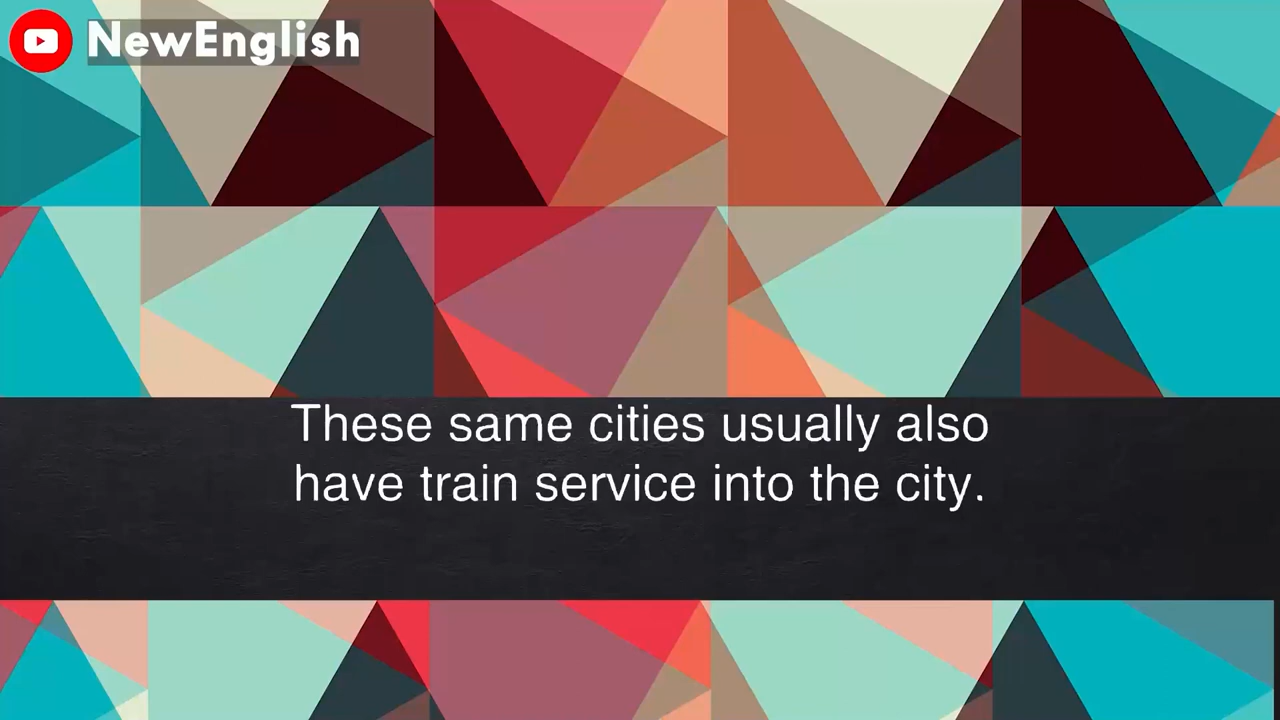 NewEnglish
These same cities usually also
have train service into the city.